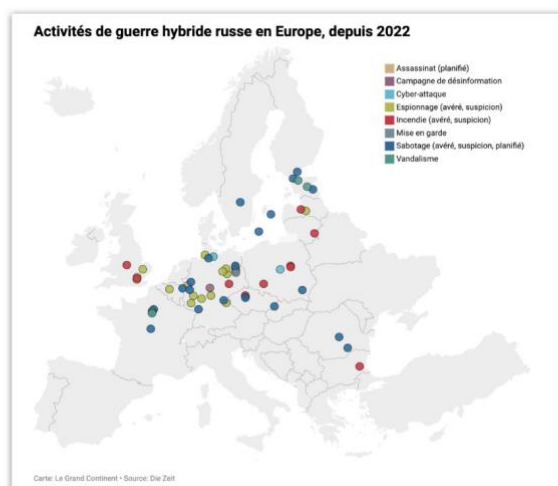 Activités de guerre hybride russe en Europe, depuis 2022
Assassinat (planifié)
Campagne de désinformation
Cyber-attaque
Espionnage (avéré, suspicion)
Incendie (avéré, suspicion)
Mise en garde
Sabotage (avéré, suspicion, planifié)
Vandalisme
Carte: Le Grand Continent • Source: Die Zeit